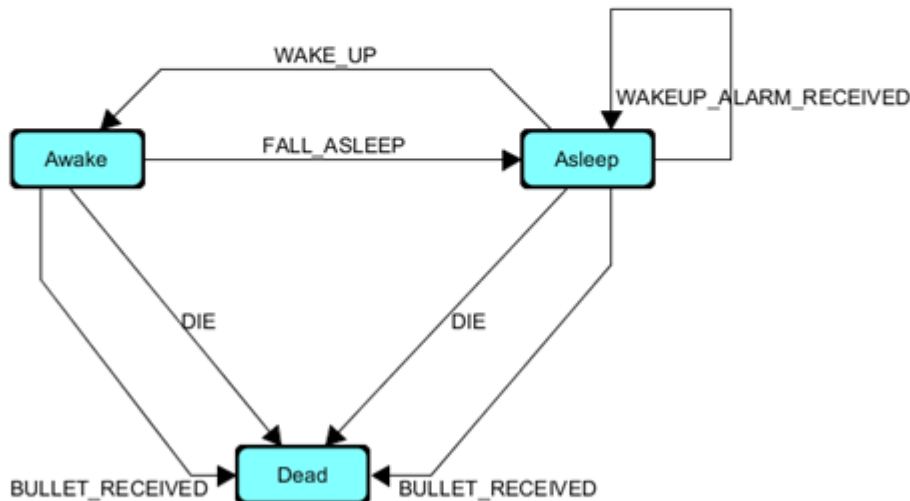 WAKE_UP
WAKEUP_ALARM_RECEIVED
Awake
FALL_ASLEEP
Asleep
DIE
DIE
Dead
BULLET_RECEIVED
BULLET_RECEIVED